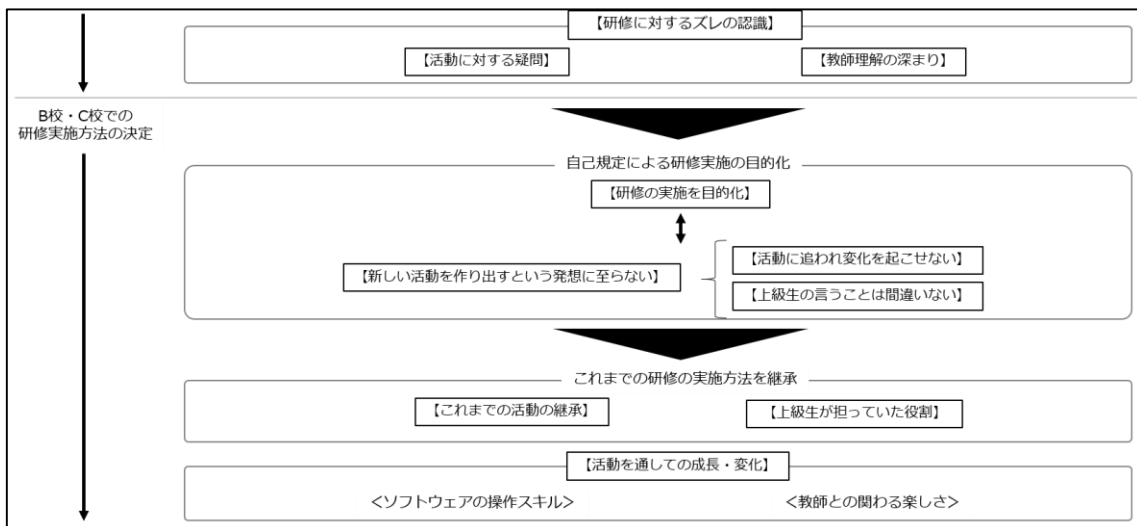 【研修に対するズレの認識】
【活動に対する疑問】
【教師理解の深まり】
B校・C校での
研修実施方法の決定
自己規定による研修実施の目的化
【研修の実施を目的化】
【新しい活動を作り出すという発想に至らない】
【活動に追われ変化を起こせない】
【上級生の言うことは間違いない】
これまでの研修の実施方法を継承
【これまでの活動の継承】
【上級生が担っていた役割】
【活動を通しての成長・変化】
<ソフトウェアの操作スキル>
<教師との関わる楽しさ>